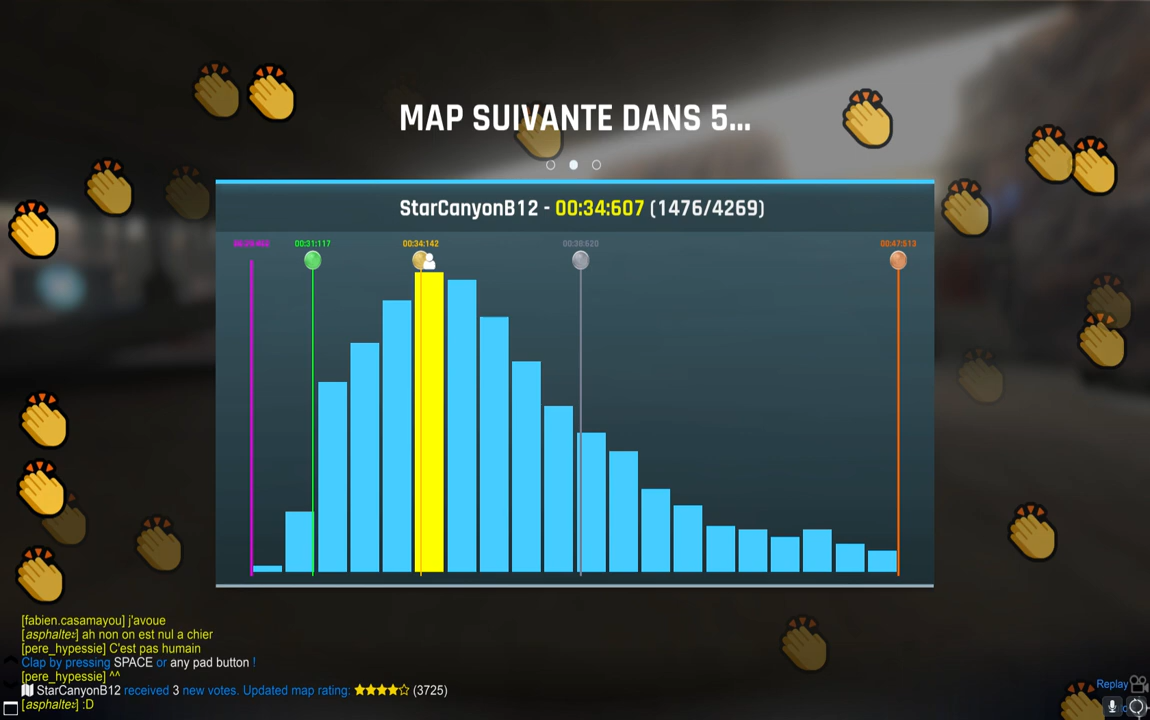 MAP SUIVANTE DANS 5...
StarCanyonB12 - 00:34:607 (1476/4269)
00:31:117 00:34:142 00:38:620 00:47:513
[fabien.casamayou] j'avoue
ah non on est nul a chier
[pere_hypessie] C'est pas humain
Clap by pressing SPACE or any pad button !
[pere_hypessie] ^^
StarCanyonB12 received 3 new votes. Updated map rating: ★★★★☆ (3725)
:D
Replay